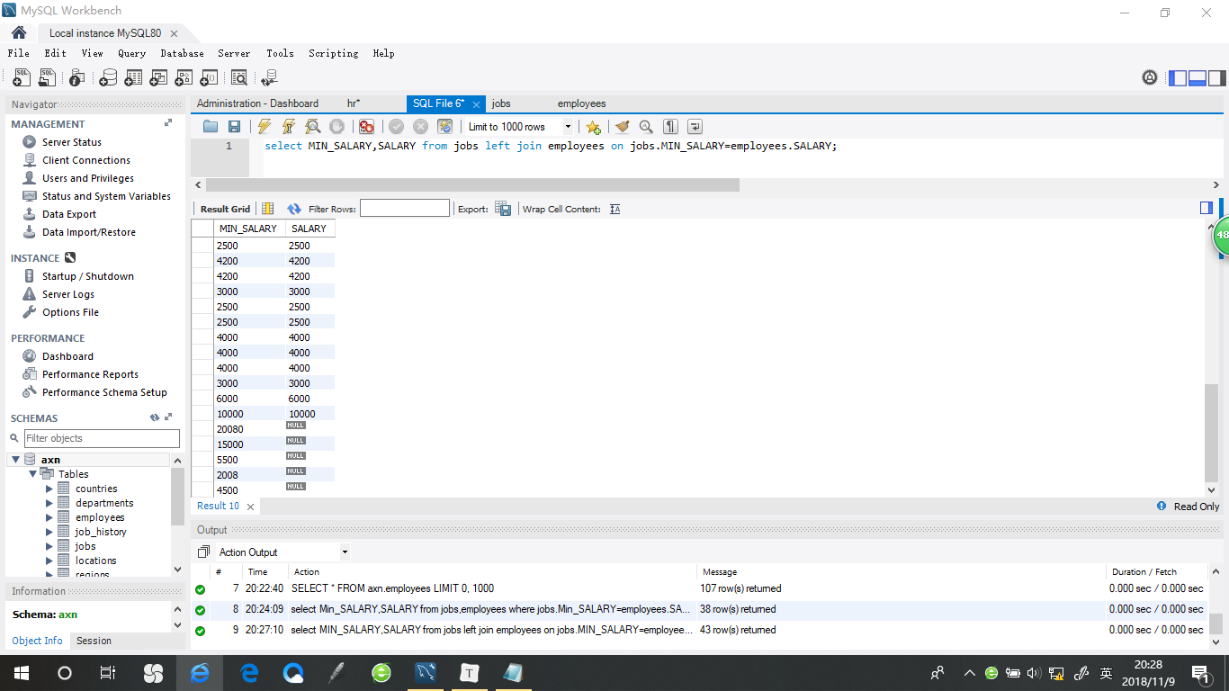 MySQL Workbench
Local instance MySQL80
File Edit View Query Database Server Tools Scripting Help
Navigator
MANAGEMENT
Server Status
Client Connections
Users and Privileges
Status and System Variables
Data Export
Data Import/Restore
INSTANCE
Startup / Shutdown
Server Logs
Options File
PERFORMANCE
Dashboard
Performance Reports
Performance Schema Setup
SCHEMAS
Filter objects
axn
Tables
countries
departments
employees
job_history
jobs
locations
regions
Information
Schema: axn
Object Info Session
Administration - Dashboard hr* SQL File 6* jobs employees
Limit to 1000 rows
1 select MIN_SALARY,SALARY from jobs left join employees on jobs.MIN_SALARY=employees.SALARY;
Result Grid Filter Rows: Export: Wrap Cell Content:
MIN_SALARY SALARY
2500 2500
4200 4200
4200 4200
3000 3000
2500 2500
2500 2500
4000 4000
4000 4000
4000 4000
3000 3000
6000 6000
10000 10000
20080 NULL
15000 NULL
5500 NULL
2008 NULL
4500 NULL
48
Result 10 Read Only
Output
Action Output
# Time Action Message Duration / Fetch
7 20:22:40 SELECT * FROM axn.employees LIMIT 0, 1000 107 row(s) returned 0.000 sec / 0.000 sec
8 20:24:09 select Min_SALARY,SALARY from jobs,employees where jobs.Min_SALARY=employees.SA... 38 row(s) returned 0.000 sec / 0.000 sec
9 20:27:10 select MIN_SALARY,SALARY from jobs left join employees on jobs.MIN_SALARY=employee... 43 row(s) returned 0.000 sec / 0.000 sec
英 20:28
2018/11/9
1